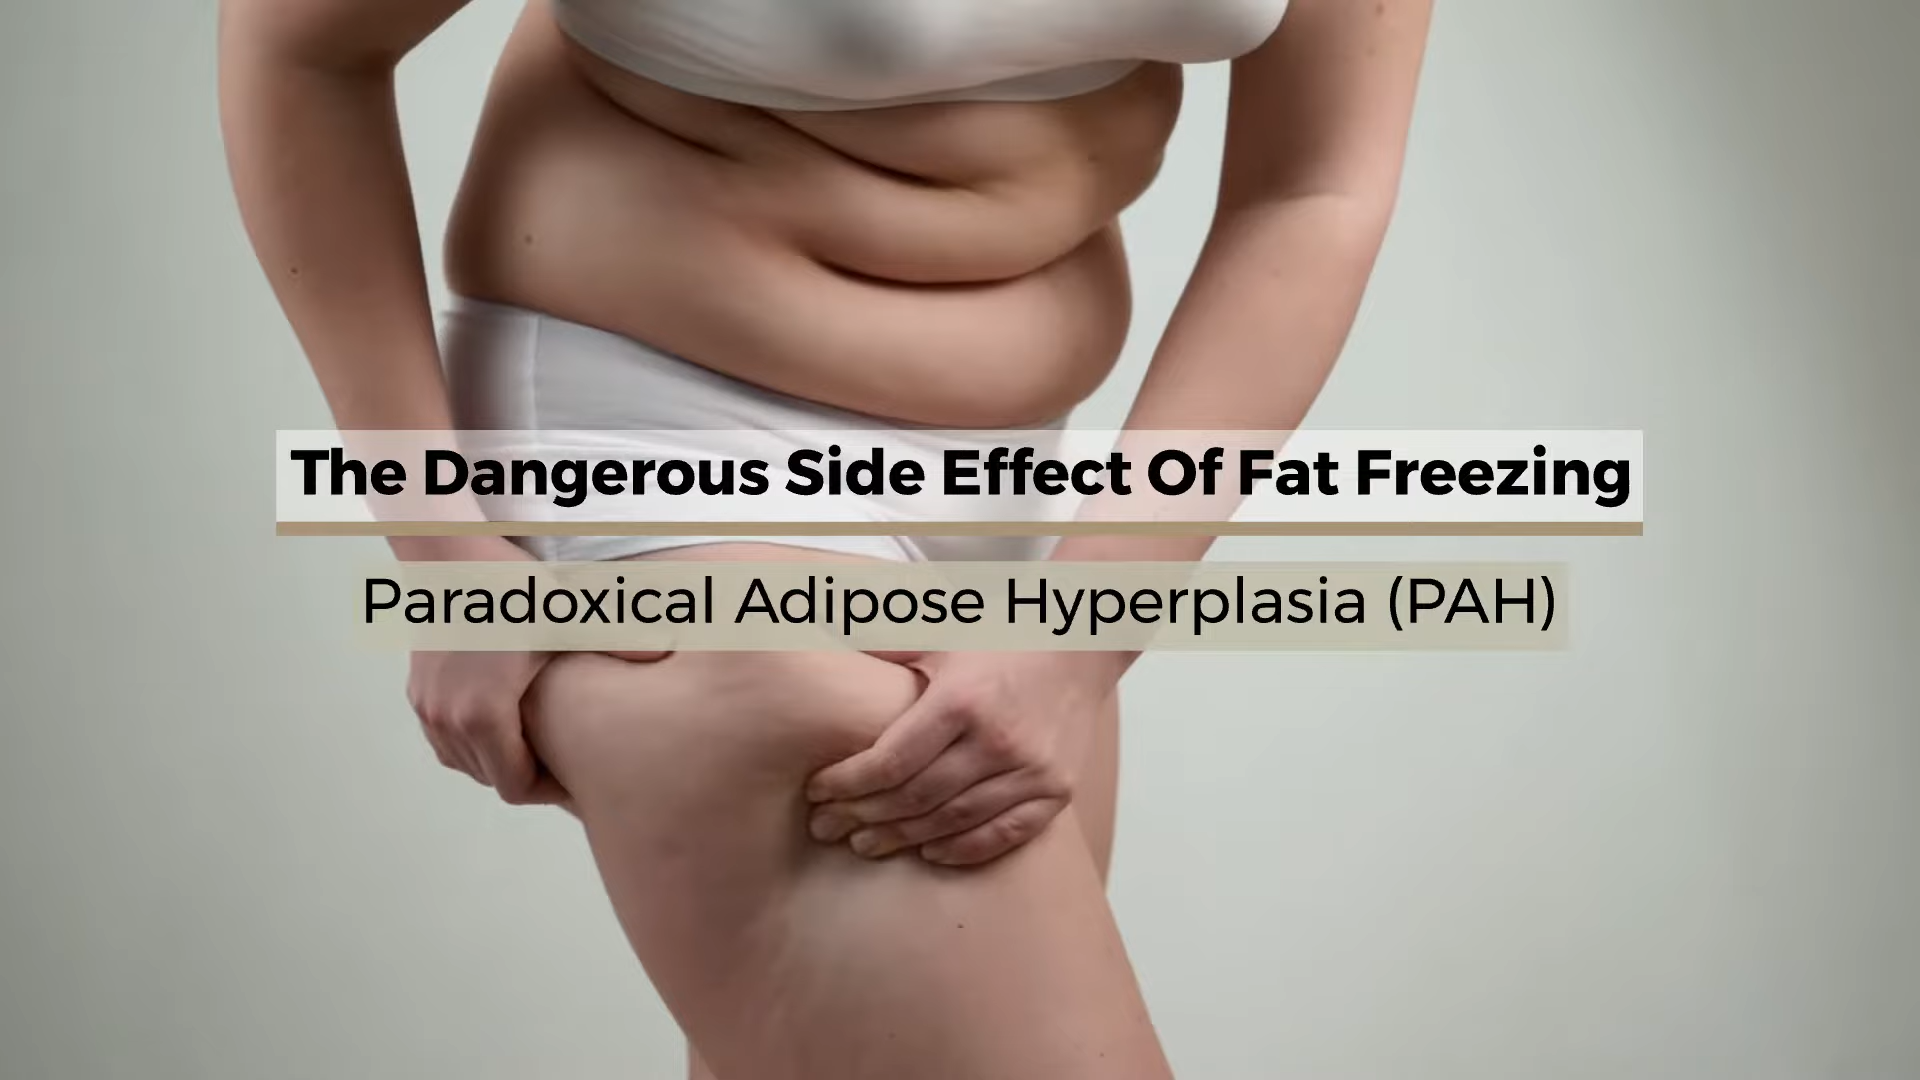 The Dangerous Side Effect Of Fat Freezing
Paradoxical Adipose Hyperplasia (PAH)